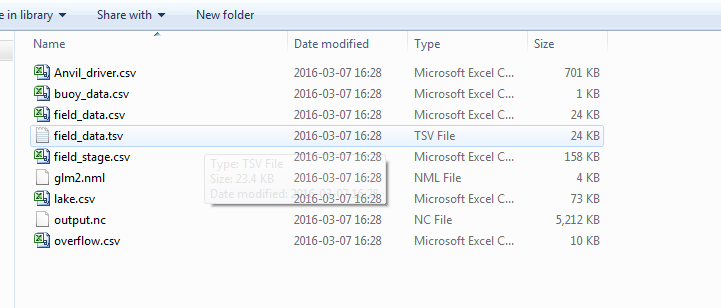 e in library Share with New folder
Name Date modified Type Size
Anvil_driver.csv 2016-03-07 16:28 Microsoft Excel C... 701 KB
buoy_data.csv 2016-03-07 16:28 Microsoft Excel C... 1 KB
field_data.csv 2016-03-07 16:28 Microsoft Excel C... 24 KB
field_data.tsv 2016-03-07 16:28 TSV File 24 KB
field_stage.csv 2016-03-07 16:28 Microsoft Excel C... 158 KB
Type: TSV File
glm2.nml 2016-03-07 16:28 NML File 4 KB
Size: 23.4 KB
lake.csv 2016-03-07 16:28 Microsoft Excel C... 73 KB
Date modified: 2016-03-07 16:28
output.nc 2016-03-07 16:28 NC File 5,212 KB
overflow.csv 2016-03-07 16:28 Microsoft Excel C... 10 KB